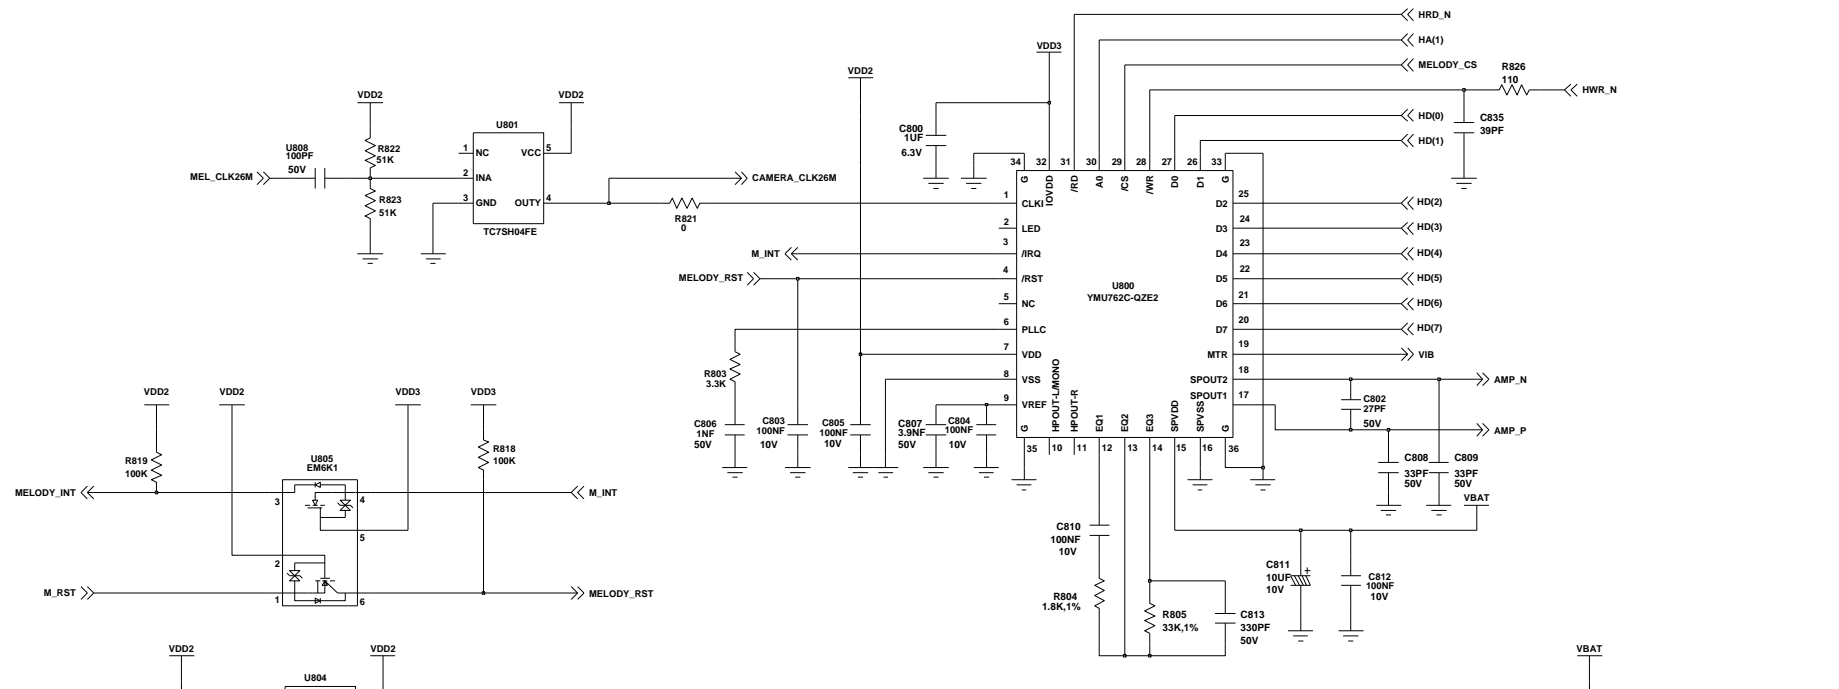 HRD_N
HA(1)
VDD3
MELODY_CS
R826
110
HWR_N
VDD2
VDD2
VDD2
HD(0)
C835
39PF
HD(1)
C800
1UF
6.3V
U801
U808
100PF
50V
R822
51K
1 NC VCC 5
MEL_CLK26M
2 INA
CAMERA_CLK26M
R823
51K
3 GND OUTY 4
TC7SH04FE
R821
0
34 32 31 30 29 28 27 26 33
G IOVDD /RD A0 /CS /WR D0 D1 G
1 CLKI D2 25 HD(2)
2 LED D3 24 HD(3)
M_INT 3 /IRQ D4 23 HD(4)
MELODY_RST 4 /RST D5 22 HD(5)
U800
YMU762C-QZE2
5 NC D6 21 HD(6)
6 PLLC D7 20 HD(7)
7 VDD MTR 19 VIB
8 VSS SPOUT2 18 AMP_N
9 VREF SPOUT1 17 AMP_P
G HPOUT-L/MONO HPOUT-R EQ1 EQ2 EQ3 SPVDD SPVSS G
35 10 11 12 13 14 15 16 36
R803
3.3K
C806
1NF
50V
C803
100NF
10V
C805
100NF
10V
C807
3.9NF
50V
C804
100NF
10V
C802
27PF
50V
C808
33PF
50V
C809
33PF
50V
VBAT
VDD2
VDD2
VDD3
VDD3
R819
100K
U805
EM6K1
R818
100K
MELODY_INT
3
4
M_INT
5
2
M_RST
1
6
MELODY_RST
C810
100NF
10V
R804
1.8K,1%
R805
33K,1%
C813
330PF
50V
C811
10UF
10V
+
C812
100NF
10V
VDD2
VDD2
VBAT
U804